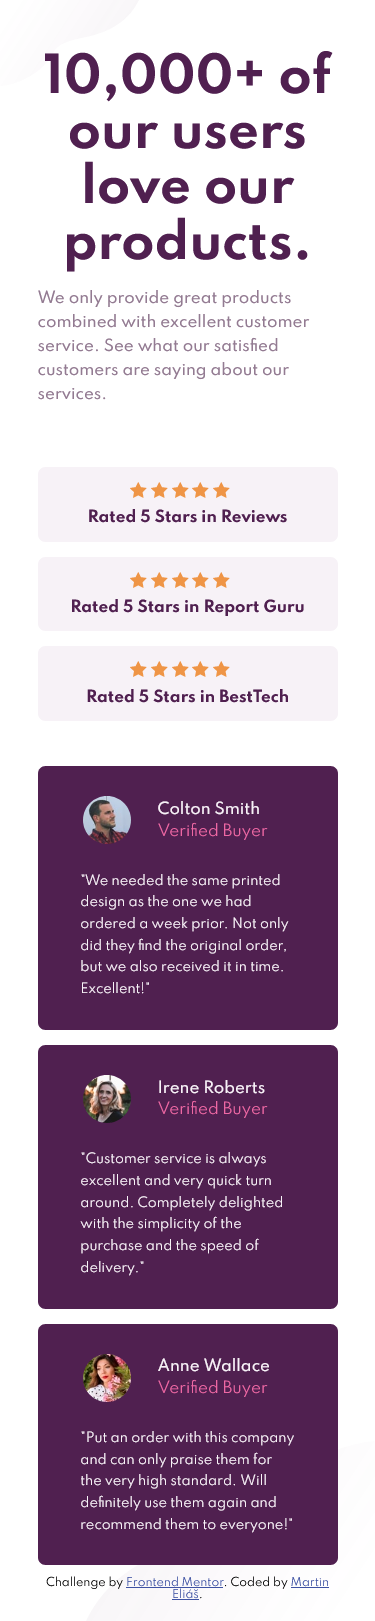 10,000+ of
our users
love our
products.
We only provide great products
combined with excellent customer
service. See what our satisfied
customers are saying about our
services.
Rated 5 Stars in Reviews
Rated 5 Stars in Report Guru
Rated 5 Stars in BestTech
Colton Smith
Verified Buyer
"We needed the same printed
design as the one we had
ordered a week prior. Not only
did they find the original order,
but we also received it in time.
Excellent!"
Irene Roberts
Verified Buyer
"Customer service is always
excellent and very quick turn
around. Completely delighted
with the simplicity of the
purchase and the speed of
delivery."
Anne Wallace
Verified Buyer
"Put an order with this company
and can only praise them for
the very high standard. Will
definitely use them again and
recommend them to everyone!"
Challenge by Frontend Mentor. Coded by Martin
Eliáš.